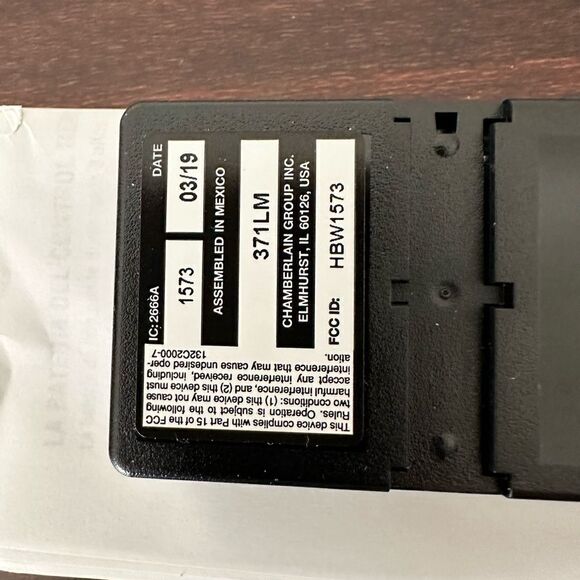 DATE 03/19
IC: 2666A 1573
ASSEMBLED IN MEXICO
371LM
CHAMBERLAIN GROUP INC.
ELMHURST, IL 60126, USA
FCC ID: HBW1573
This device complies with Part 15 of the FCC
Rules. Operation is subject to the following
two conditions: (1) this device may not cause
harmful interference, and (2) this device must
accept any interference received, including
interference that may cause undesired oper-
ation.
132C2000-7